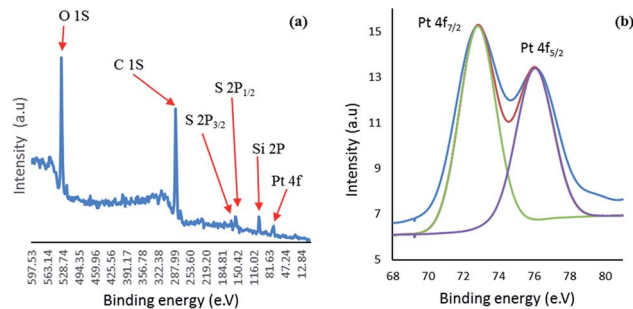 (a)
O 1S
C 1S
S 2P1/2
S 2P3/2
Si 2P
Pt 4f
Intensity (a.u)
597.53
563.14
528.74
494.35
459.96
425.56
391.17
356.78
322.38
287.99
253.60
219.20
184.81
150.42
116.02
81.63
47.24
12.84
Binding energy (e.V)
(b)
Pt 4f7/2
Pt 4f5/2
Intensity (a.u)
15
13
11
9
7
5
68 70 72 74 76 78 80
Binding energy (e.V)